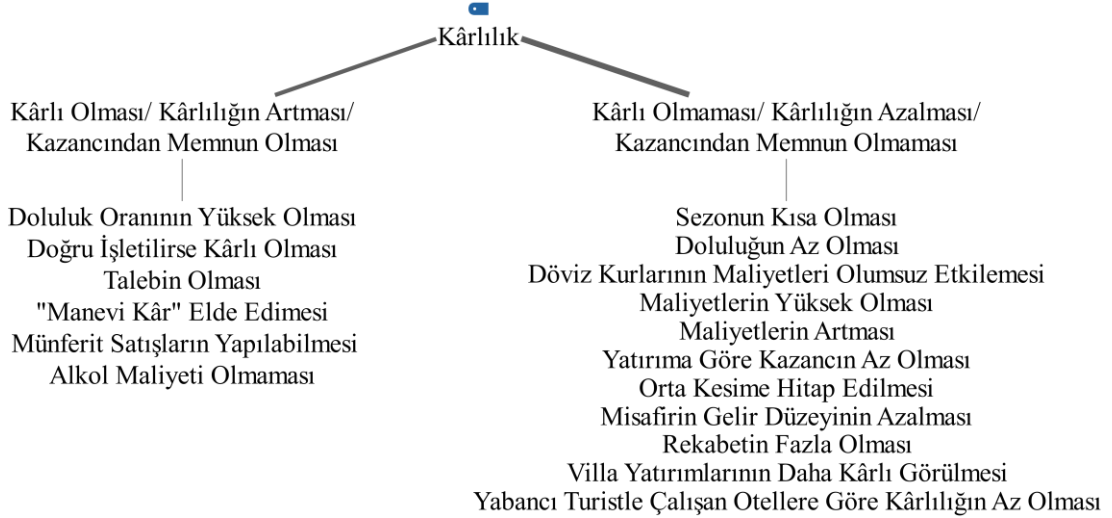 Kârlılık
Kârlı Olması/ Kârlılığın Artması/
Kazancından Memnun Olması
Doluluk Oranının Yüksek Olması
Doğru İşletilirse Kârlı Olması
Talebin Olması
"Manevi Kâr" Elde Edimesi
Münferit Satışların Yapılabilmesi
Alkol Maliyeti Olmaması
Kârlı Olmaması/ Kârlılığın Azalması/
Kazancından Memnun Olmaması
Sezonun Kısa Olması
Doluluğun Az Olması
Döviz Kurlarının Maliyetleri Olumsuz Etkilemesi
Maliyetlerin Yüksek Olması
Maliyetlerin Artması
Yatırıma Göre Kazancın Az Olması
Orta Kesime Hitap Edilmesi
Misafirin Gelir Düzeyinin Azalması
Rekabetin Fazla Olması
Villa Yatırımlarının Daha Kârlı Görülmesi
Yabancı Turistle Çalışan Otellere Göre Kârlılığın Az Olması